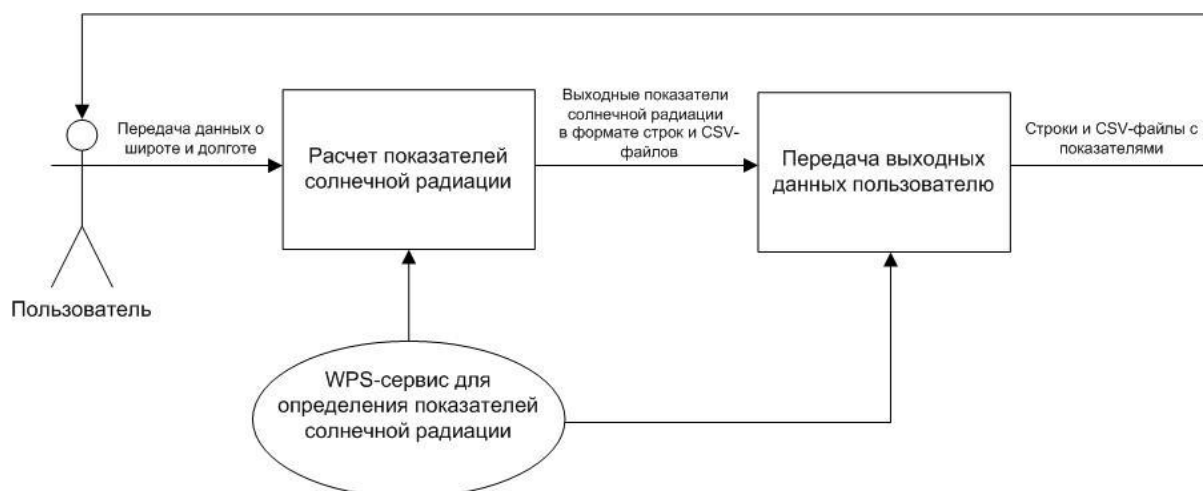 Передача данных о
широте и долготе
Расчет показателей
солнечной радиации
Выходные показатели
солнечной радиации
в формате строк и CSV-
файлов
Передача выходных
данных пользователю
Строки и CSV-файлы с
показателями
Пользователь
WPS-сервис для
определения показателей
солнечной радиации